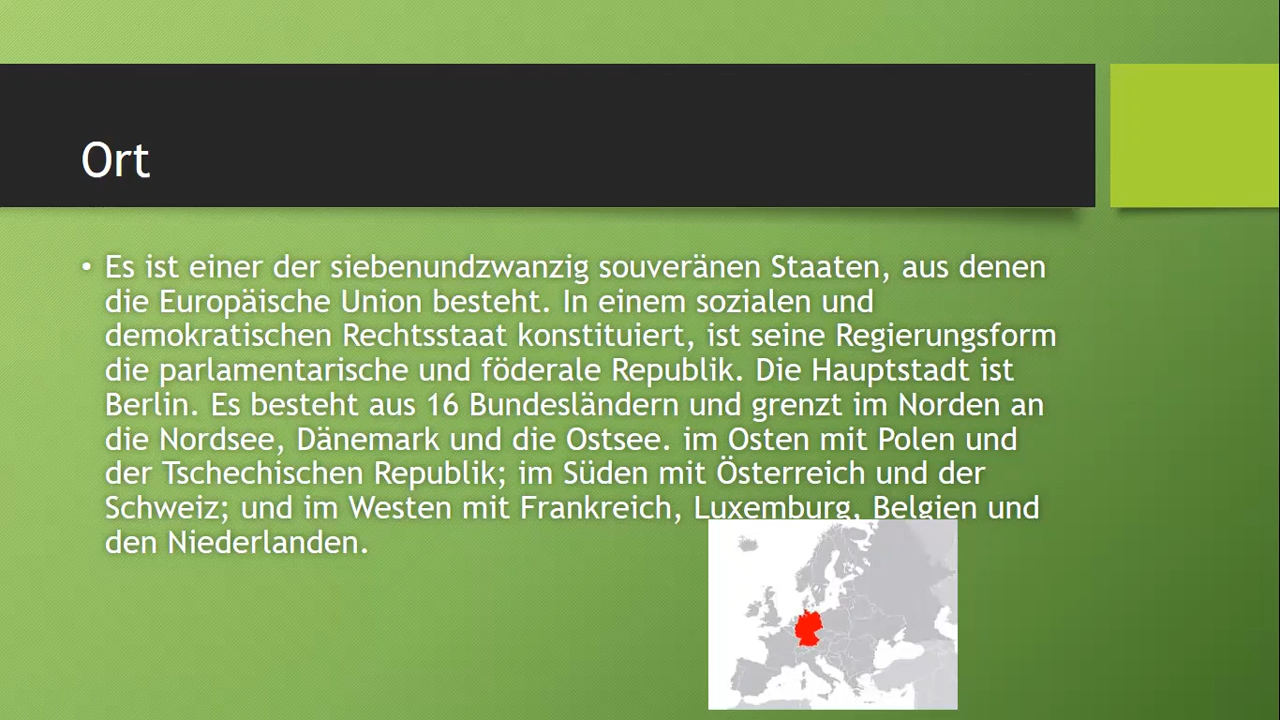 Ort
• Es ist einer der siebenundzwanzig souveränen Staaten, aus denen
die Europäische Union besteht. In einem sozialen und
demokratischen Rechtsstaat konstituiert, ist seine Regierungsform
die parlamentarische und föderale Republik. Die Hauptstadt ist
Berlin. Es besteht aus 16 Bundesländern und grenzt im Norden an
die Nordsee, Dänemark und die Ostsee. im Osten mit Polen und
der Tschechischen Republik; im Süden mit Österreich und der
Schweiz; und im Westen mit Frankreich, Luxemburg, Belgien und
den Niederlanden.